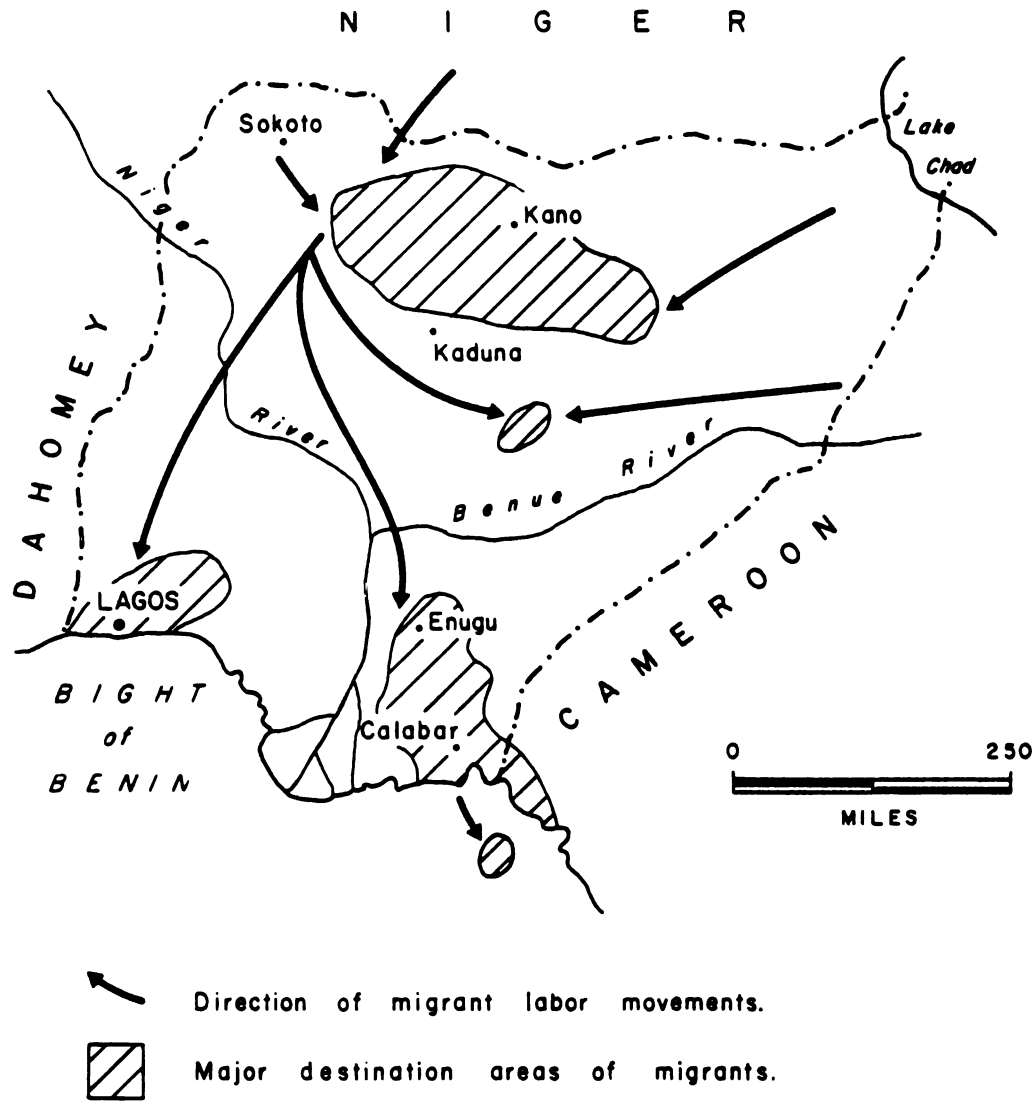 NIGER
Sokoto
Lake
Chad
Niger
Kano
Kaduna
DAHOMEY
River
Benue River
LAGOS
Enugu
CAMEROON
BIGHT
of
BENIN
Calabar
0 250
MILES
Direction of migrant labor movements.
Major destination areas of migrants.